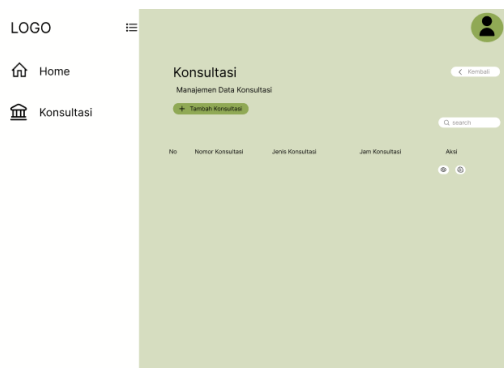 LOGO
Home
Konsultasi
Konsultasi
Kembali
Manajemen Data Konsultasi
+ Tambah Konsultasi
search
No Nomor Konsultasi Jenis Konsultasi Jam Konsultasi Aksi